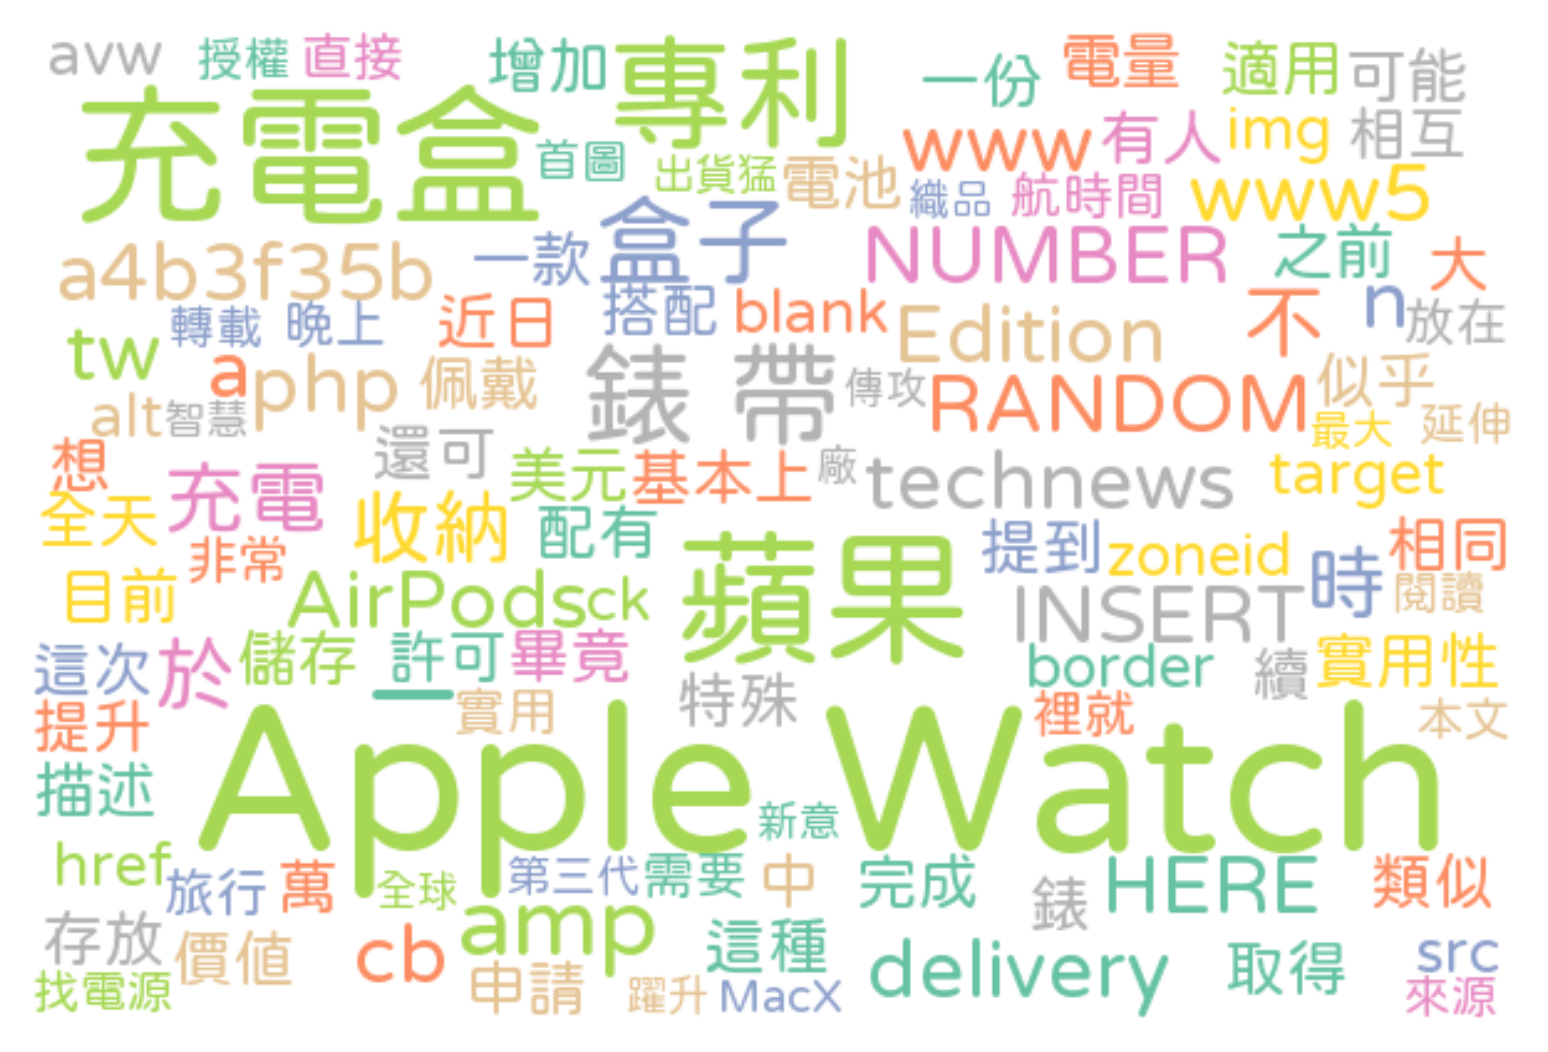 avw 授權 直接 增加 專利 一份 電量 適用 可能
充電盒 首圖 出貨猛 電池 www 有人 img 相互
織品 航時間 www5
a4b3f35b 一款 盒子 NUMBER 之前 大
tw 轉載 晚上 近日 搭配 blank Edition 不 n 放在
a php 佩戴 錶 帶 傳攻 RANDOM 似乎
alt 智慧 還可 最大 延伸
想 充電 美元 基本上 廠 technews target
全天 收納 配有 提到 zoneid 相同
非常 蘋果 時
目前 AirPods ck INSERT 閱讀
這次 於 儲存 許可 畢竟 border 續 實用性
提升 一 實用 特殊 裡就 本文
描述 Apple Watch 新意
href 旅行 萬 全球 第三代 需要 中 完成 錶 HERE 類似
存放 價值 cb amp 這種 delivery 取得 src
找電源 申請 躍升 MacX 來源